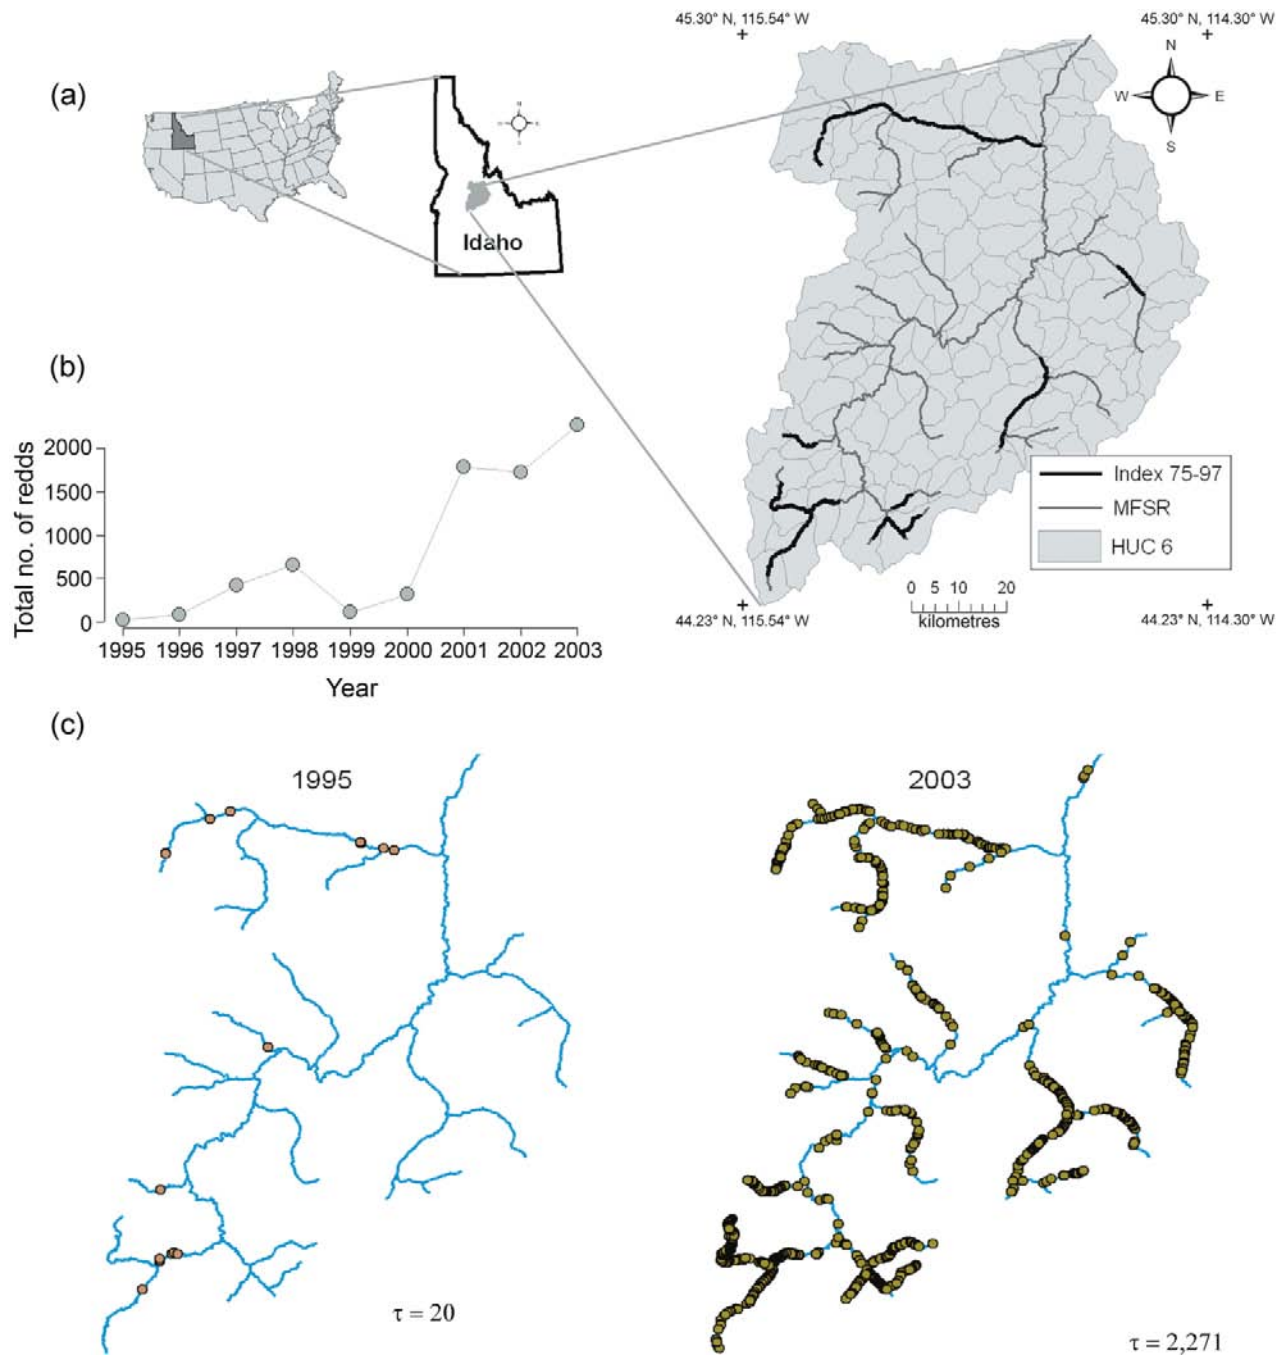 45.30° N, 115.54° W
45.30° N, 114.30° W
(a)
N
W
E
S
Idaho
(b)
Total no. of redds
2000
1500
1000
500
0
1995 1996 1997 1998 1999 2000 2001 2002 2003
Year
Index 75-97
MFSR
HUC 6
0 5 10 20
kilometres
44.23° N, 115.54° W
44.23° N, 114.30° W
(c)
1995
2003
τ = 20
τ = 2,271